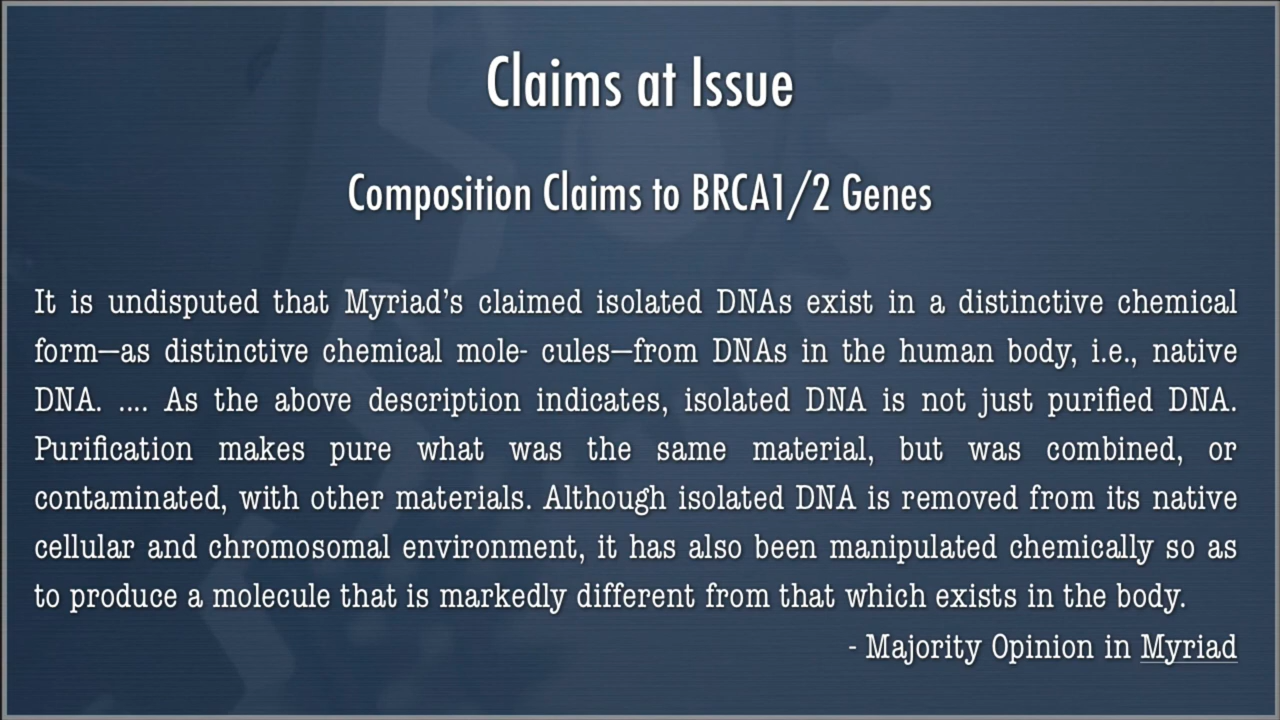 Claims at Issue
Composition Claims to BRCA1/2 Genes
It is undisputed that Myriad’s claimed isolated DNAs exist in a distinctive chemical
form—as distinctive chemical mole- cules—from DNAs in the human body, i.e., native
DNA. .... As the above description indicates, isolated DNA is not just purified DNA.
Purification makes pure what was the same material, but was combined, or
contaminated, with other materials. Although isolated DNA is removed from its native
cellular and chromosomal environment, it has also been manipulated chemically so as
to produce a molecule that is markedly different from that which exists in the body.
- Majority Opinion in Myriad